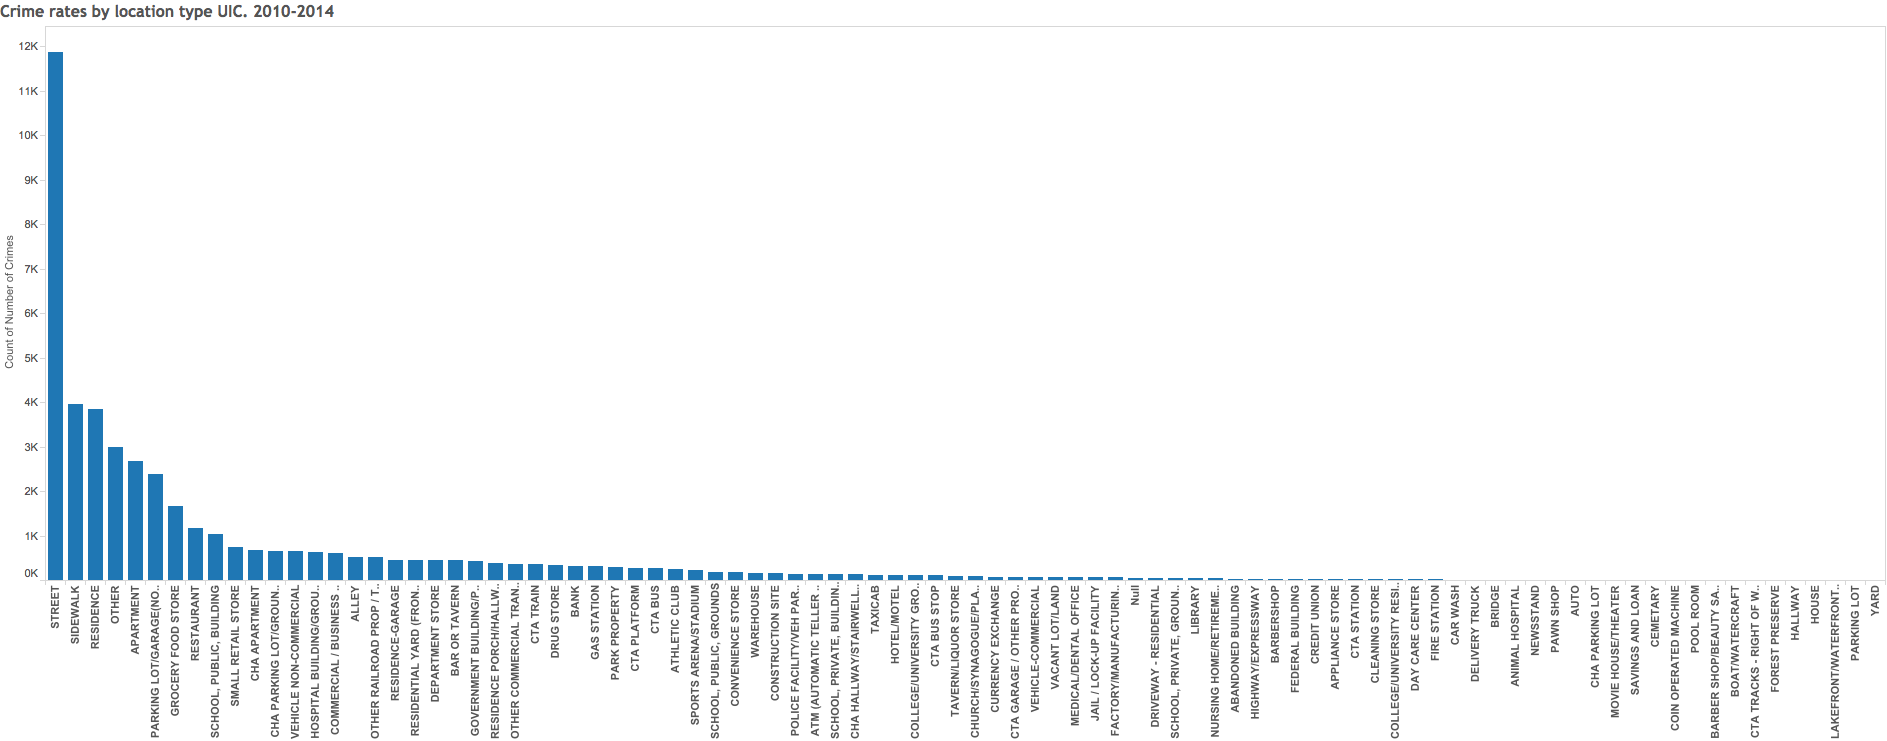 Crime rates by location type UIC. 2010-2014
12K
11K
10K
9K
8K
7K
6K
5K
4K
3K
2K
1K
0K
Count of Number of Crimes
STREET
SIDEWALK
RESIDENCE
OTHER
APARTMENT
PARKING LOT/GARAGE(NO..
GROCERY FOOD STORE
RESTAURANT
SCHOOL, PUBLIC, BUILDING
SMALL RETAIL STORE
CHA APARTMENT
CHA PARKING LOT/GROUN..
VEHICLE NON-COMMERCIAL
HOSPITAL BUILDING/GROU..
COMMERCIAL / BUSINESS ..
ALLEY
OTHER RAILROAD PROP / T..
RESIDENCE-GARAGE
RESIDENTIAL YARD (FRON..
DEPARTMENT STORE
BAR OR TAVERN
GOVERNMENT BUILDING/P..
RESIDENCE PORCH/HALLW..
OTHER COMMERCIAL TRAN..
CTA TRAIN
DRUG STORE
BANK
GAS STATION
PARK PROPERTY
CTA PLATFORM
CTA BUS
ATHLETIC CLUB
SPORTS ARENA/STADIUM
SCHOOL, PUBLIC, GROUNDS
CONVENIENCE STORE
WAREHOUSE
CONSTRUCTION SITE
POLICE FACILITY/VEH PAR..
ATM (AUTOMATIC TELLER ..
SCHOOL, PRIVATE, BUILDIN..
CHA HALLWAY/STAIRWELL..
TAXICAB
HOTEL/MOTEL
COLLEGE/UNIVERSITY GRO..
CTA BUS STOP
TAVERN/LIQUOR STORE
CHURCH/SYNAGOGUE/PLA..
CURRENCY EXCHANGE
CTA GARAGE / OTHER PRO..
VEHICLE-COMMERCIAL
VACANT LOT/LAND
MEDICAL/DENTAL OFFICE
JAIL / LOCK-UP FACILITY
FACTORY/MANUFACTURIN..
Null
DRIVEWAY - RESIDENTIAL
SCHOOL, PRIVATE, GROUN..
LIBRARY
NURSING HOME/RETIREME..
ABANDONED BUILDING
HIGHWAY/EXPRESSWAY
BARBERSHOP
FEDERAL BUILDING
CREDIT UNION
APPLIANCE STORE
CTA STATION
CLEANING STORE
COLLEGE/UNIVERSITY RESI..
DAY CARE CENTER
FIRE STATION
CAR WASH
DELIVERY TRUCK
BRIDGE
ANIMAL HOSPITAL
NEWSSTAND
PAWN SHOP
AUTO
CHA PARKING LOT
MOVIE HOUSE/THEATER
SAVINGS AND LOAN
CEMETARY
COIN OPERATED MACHINE
POOL ROOM
BARBER SHOP/BEAUTY SA..
BOAT/WATERCRAFT
CTA TRACKS - RIGHT OF W..
FOREST PRESERVE
HALLWAY
HOUSE
LAKEFRONT/WATERFRONT..
PARKING LOT
YARD